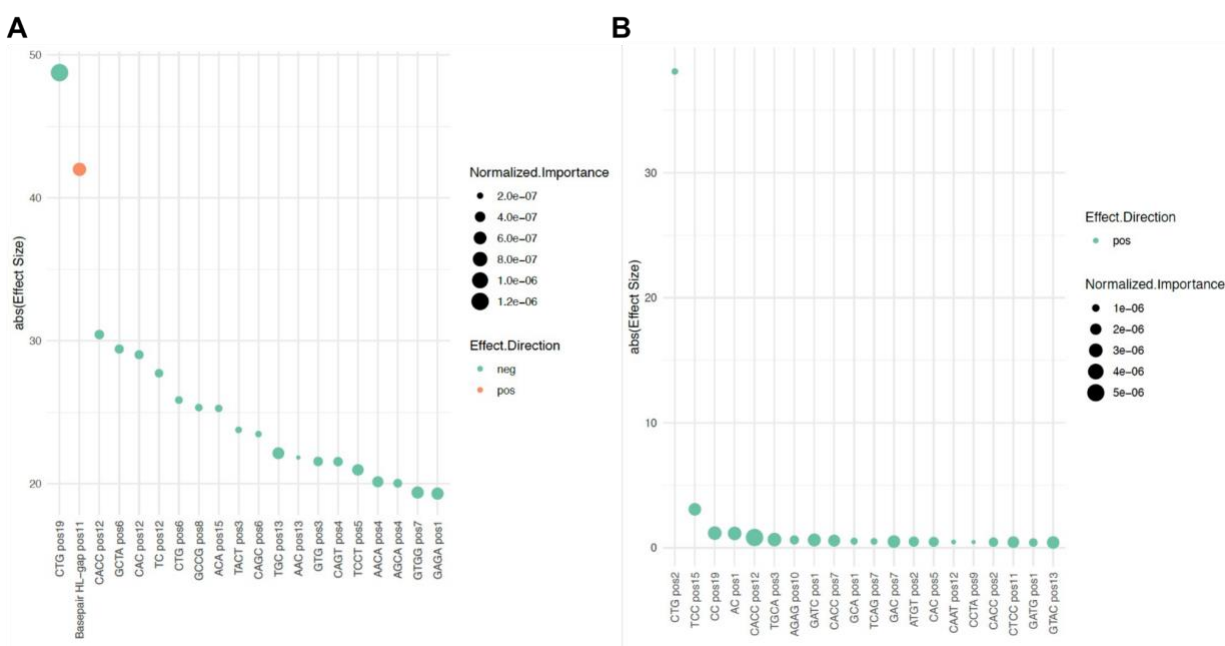 A
B
abs(Effect Size)
50
40
30
20
CTG pos19
Basepair HL-gap pos11
CACC pos12
GCTA pos6
CAC pos12
TC pos12
CTG pos6
GCCG pos8
ACA pos15
TACT pos3
CAGC pos6
TGC pos13
AAC pos13
GTG pos3
CAGT pos4
TCCT pos5
AACA pos4
AGCA pos4
GTGG pos7
GAGA pos1
Normalized.Importance
2.0e−07
4.0e−07
6.0e−07
8.0e−07
1.0e−06
1.2e−06
Effect.Direction
neg
pos
abs(Effect Size)
30
20
10
0
CTG pos2
TCC pos15
CC pos19
AC pos1
CACC pos12
TGCA pos3
AGAG pos10
GATC pos1
CACC pos7
GCA pos1
TCAG pos7
GAC pos7
ATGT pos2
CAC pos5
CAAT pos12
CCTA pos9
CACC pos2
CTCC pos11
GATG pos1
GTAC pos13
Effect.Direction
pos
Normalized.Importance
1e−06
2e−06
3e−06
4e−06
5e−06